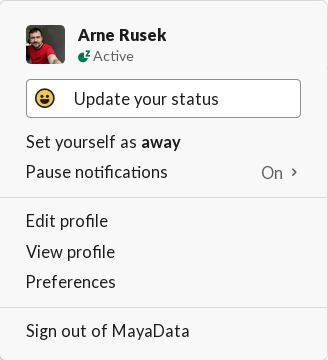 Arne Rusek
Active
Update your status
Set yourself as away
Pause notifications On
Edit profile
View profile
Preferences
Sign out of MayaData